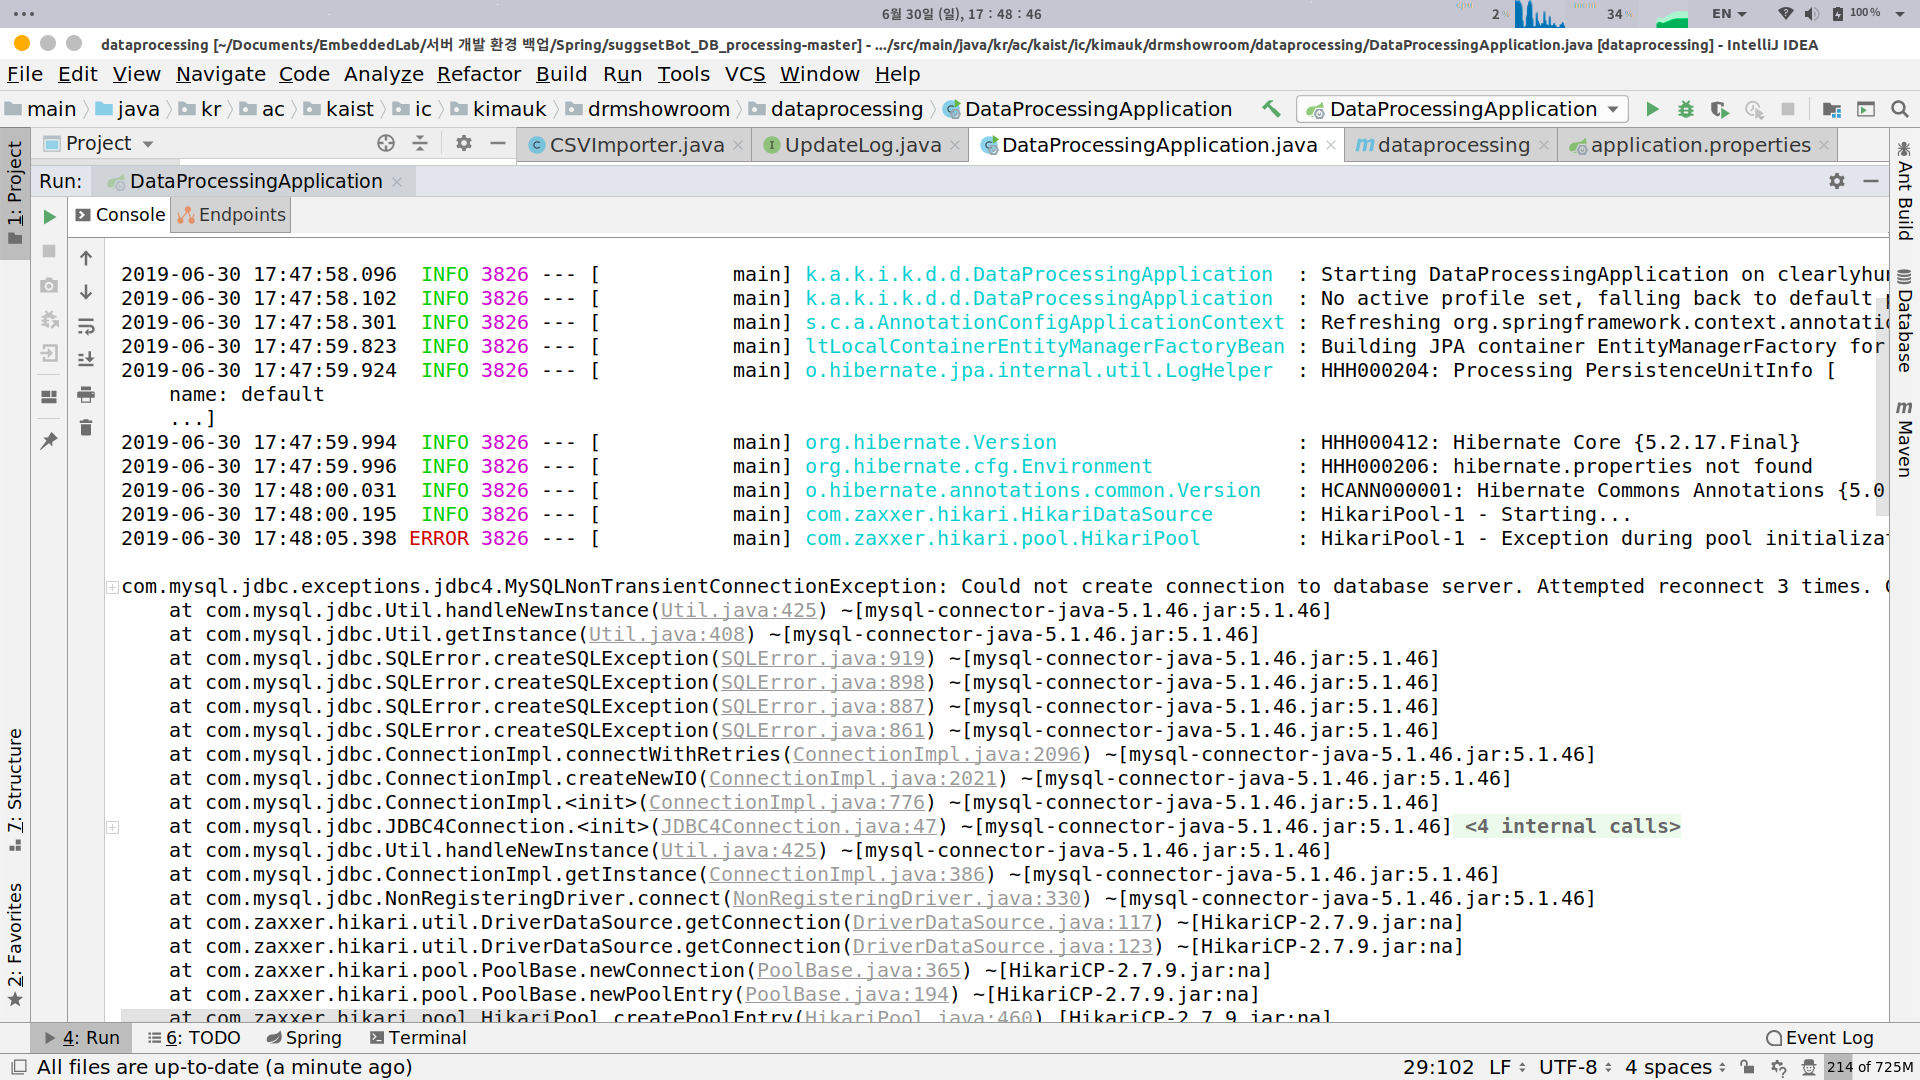 6월 30일 (일), 17 : 48 : 46
cpu 2 % mem 34 % EN 100 %
dataprocessing [~/Documents/EmbeddedLab/서버 개발 환경 백업/Spring/suggsetBot_DB_processing-master] - .../src/main/java/kr/ac/kaist/ic/kimauk/drmshowroom/dataprocessing/DataProcessingApplication.java [dataprocessing] - IntelliJ IDEA
File Edit View Navigate Code Analyze Refactor Build Run Tools VCS Window Help
main java kr ac kaist ic kimauk drmshowroom dataprocessing DataProcessingApplication DataProcessingApplication
Project CSVImporter.java UpdateLog.java DataProcessingApplication.java dataprocessing application.properties
Run: DataProcessingApplication
Console Endpoints
2019-06-30 17:47:58.096  INFO 3826 --- [           main] k.a.k.i.k.d.d.DataProcessingApplication  : Starting DataProcessingApplication on clearlyhu
2019-06-30 17:47:58.102  INFO 3826 --- [           main] k.a.k.i.k.d.d.DataProcessingApplication  : No active profile set, falling back to default
2019-06-30 17:47:58.301  INFO 3826 --- [           main] s.c.a.AnnotationConfigApplicationContext : Refreshing org.springframework.context.annotati
2019-06-30 17:47:59.823  INFO 3826 --- [           main] ltLocalContainerEntityManagerFactoryBean : Building JPA container EntityManagerFactory for
2019-06-30 17:47:59.924  INFO 3826 --- [           main] o.hibernate.jpa.internal.util.LogHelper  : HHH000204: Processing PersistenceUnitInfo [
name: default
...]
2019-06-30 17:47:59.994  INFO 3826 --- [           main] org.hibernate.Version                    : HHH000412: Hibernate Core {5.2.17.Final}
2019-06-30 17:47:59.996  INFO 3826 --- [           main] org.hibernate.cfg.Environment            : HHH000206: hibernate.properties not found
2019-06-30 17:48:00.031  INFO 3826 --- [           main] o.hibernate.annotations.common.Version   : HCANN000001: Hibernate Commons Annotations {5.0
2019-06-30 17:48:00.195  INFO 3826 --- [           main] com.zaxxer.hikari.HikariDataSource       : HikariPool-1 - Starting...
2019-06-30 17:48:05.398 ERROR 3826 --- [           main] com.zaxxer.hikari.pool.HikariPool        : HikariPool-1 - Exception during pool initializa
com.mysql.jdbc.exceptions.jdbc4.MySQLNonTransientConnectionException: Could not create connection to database server. Attempted reconnect 3 times.
at com.mysql.jdbc.Util.handleNewInstance(Util.java:425) ~[mysql-connector-java-5.1.46.jar:5.1.46]
at com.mysql.jdbc.Util.getInstance(Util.java:408) ~[mysql-connector-java-5.1.46.jar:5.1.46]
at com.mysql.jdbc.SQLError.createSQLException(SQLError.java:919) ~[mysql-connector-java-5.1.46.jar:5.1.46]
at com.mysql.jdbc.SQLError.createSQLException(SQLError.java:898) ~[mysql-connector-java-5.1.46.jar:5.1.46]
at com.mysql.jdbc.SQLError.createSQLException(SQLError.java:887) ~[mysql-connector-java-5.1.46.jar:5.1.46]
at com.mysql.jdbc.SQLError.createSQLException(SQLError.java:861) ~[mysql-connector-java-5.1.46.jar:5.1.46]
at com.mysql.jdbc.ConnectionImpl.connectWithRetries(ConnectionImpl.java:2096) ~[mysql-connector-java-5.1.46.jar:5.1.46]
at com.mysql.jdbc.ConnectionImpl.createNewIO(ConnectionImpl.java:2021) ~[mysql-connector-java-5.1.46.jar:5.1.46]
at com.mysql.jdbc.ConnectionImpl.<init>(ConnectionImpl.java:776) ~[mysql-connector-java-5.1.46.jar:5.1.46]
at com.mysql.jdbc.JDBC4Connection.<init>(JDBC4Connection.java:47) ~[mysql-connector-java-5.1.46.jar:5.1.46] <4 internal calls>
at com.mysql.jdbc.Util.handleNewInstance(Util.java:425) ~[mysql-connector-java-5.1.46.jar:5.1.46]
at com.mysql.jdbc.ConnectionImpl.getInstance(ConnectionImpl.java:386) ~[mysql-connector-java-5.1.46.jar:5.1.46]
at com.mysql.jdbc.NonRegisteringDriver.connect(NonRegisteringDriver.java:330) ~[mysql-connector-java-5.1.46.jar:5.1.46]
at com.zaxxer.hikari.util.DriverDataSource.getConnection(DriverDataSource.java:117) ~[HikariCP-2.7.9.jar:na]
at com.zaxxer.hikari.util.DriverDataSource.getConnection(DriverDataSource.java:123) ~[HikariCP-2.7.9.jar:na]
at com.zaxxer.hikari.pool.PoolBase.newConnection(PoolBase.java:365) ~[HikariCP-2.7.9.jar:na]
at com.zaxxer.hikari.pool.PoolBase.newPoolEntry(PoolBase.java:194) ~[HikariCP-2.7.9.jar:na]
at com.zaxxer.hikari.pool.HikariPool.createPoolEntry(HikariPool.java:460) [HikariCP-2.7.9.jar:na]
1: Project
7: Structure
2: Favorites
Ant Build
Database
Maven
4: Run 6: TODO Spring Terminal Event Log
All files are up-to-date (a minute ago) 29:102 LF UTF-8 4 spaces 214 of 725M